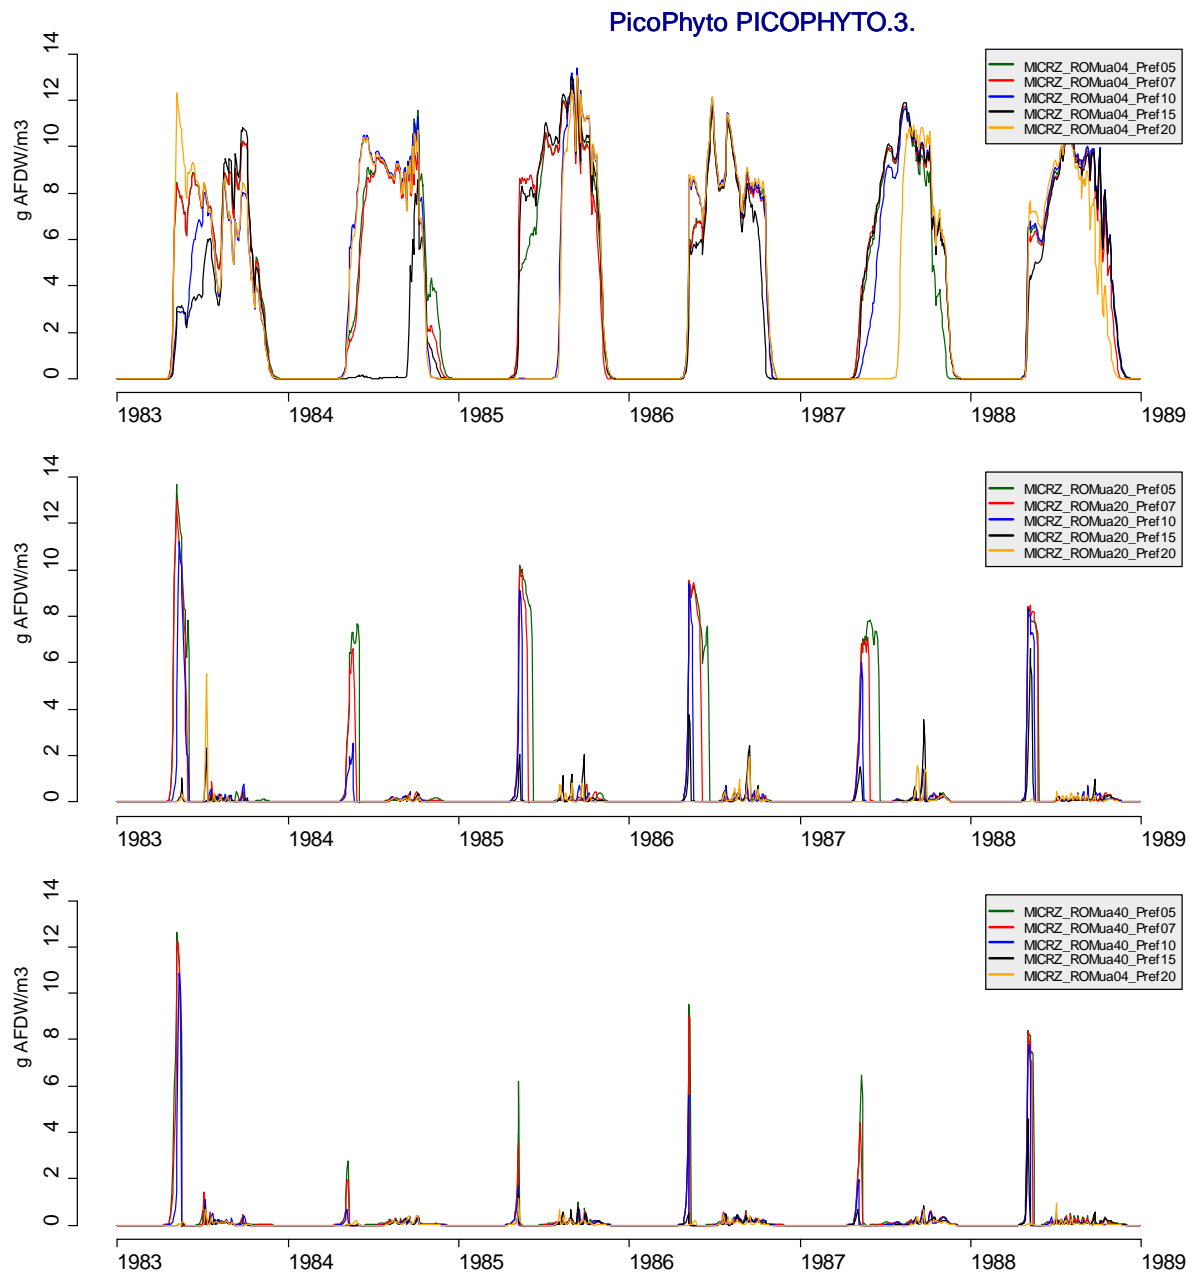 PicoPhyto PICOPHYTO.3.
g AFDW/m3
0 2 4 6 8 10 12 14
MICRZ_ROMua04_Pref05
MICRZ_ROMua04_Pref07
MICRZ_ROMua04_Pref10
MICRZ_ROMua04_Pref15
MICRZ_ROMua04_Pref20
1983 1984 1985 1986 1987 1988 1989
g AFDW/m3
0 2 4 6 8 10 12 14
MICRZ_ROMua20_Pref05
MICRZ_ROMua20_Pref07
MICRZ_ROMua20_Pref10
MICRZ_ROMua20_Pref15
MICRZ_ROMua20_Pref20
1983 1984 1985 1986 1987 1988 1989
g AFDW/m3
0 2 4 6 8 10 12 14
MICRZ_ROMua40_Pref05
MICRZ_ROMua40_Pref07
MICRZ_ROMua40_Pref10
MICRZ_ROMua40_Pref15
MICRZ_ROMua04_Pref20
1983 1984 1985 1986 1987 1988 1989